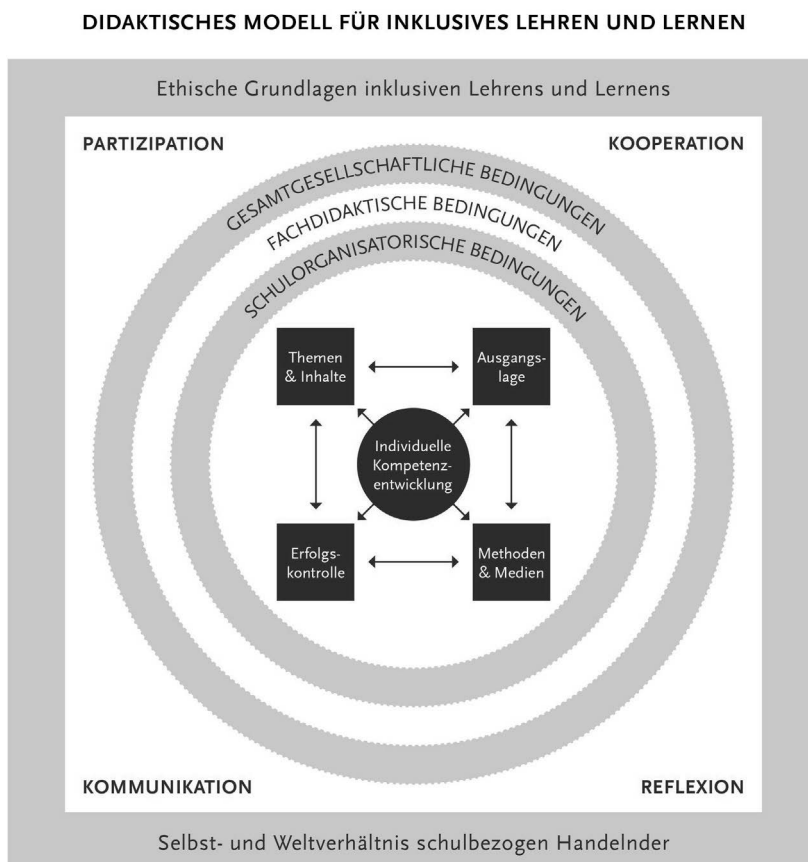 DIDAKTISCHES MODELL FÜR INKLUSIVES LEHREN UND LERNEN
Ethische Grundlagen inklusiven Lehrens und Lernens
PARTIZIPATION
KOOPERATION
GESAMTGESELLSCHAFTLICHE BEDINGUNGEN
FACHDIDAKTISCHE BEDINGUNGEN
SCHULORGANISATORISCHE BEDINGUNGEN
Themen
& Inhalte
Ausgangs-
lage
Individuelle
Kompetenz-
entwicklung
Erfolgs-
kontrolle
Methoden
& Medien
KOMMUNIKATION
REFLEXION
Selbst- und Weltverhältnis schulbezogen Handelnder